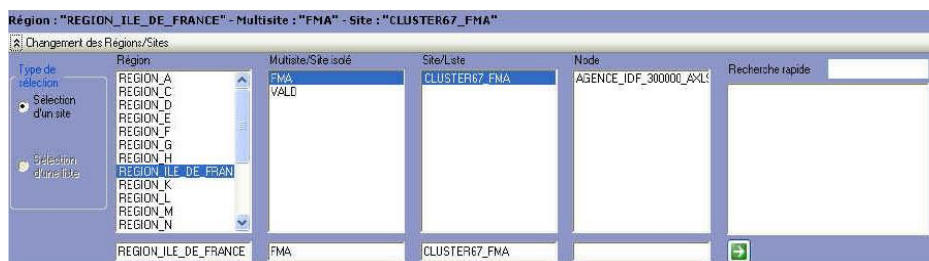 Région : "REGION_ILE_DE_FRANCE" - Multisite : "FMA" - Site : "CLUSTER67_FMA"
Changement des Régions/Sites
Type de sélection
Sélection d'un site
Sélection d'une liste
Région
REGION_A
REGION_C
REGION_D
REGION_E
REGION_F
REGION_G
REGION_H
REGION_ILE_DE_FRAN
REGION_K
REGION_L
REGION_M
REGION_N
REGION_ILE_DE_FRANCE
Multiste/Site isolé
FMA
VALD
FMA
Site/Liste
CLUSTER67_FMA
CLUSTER67_FMA
Node
AGENCE_IDF_300000_AXLS
Recherche rapide